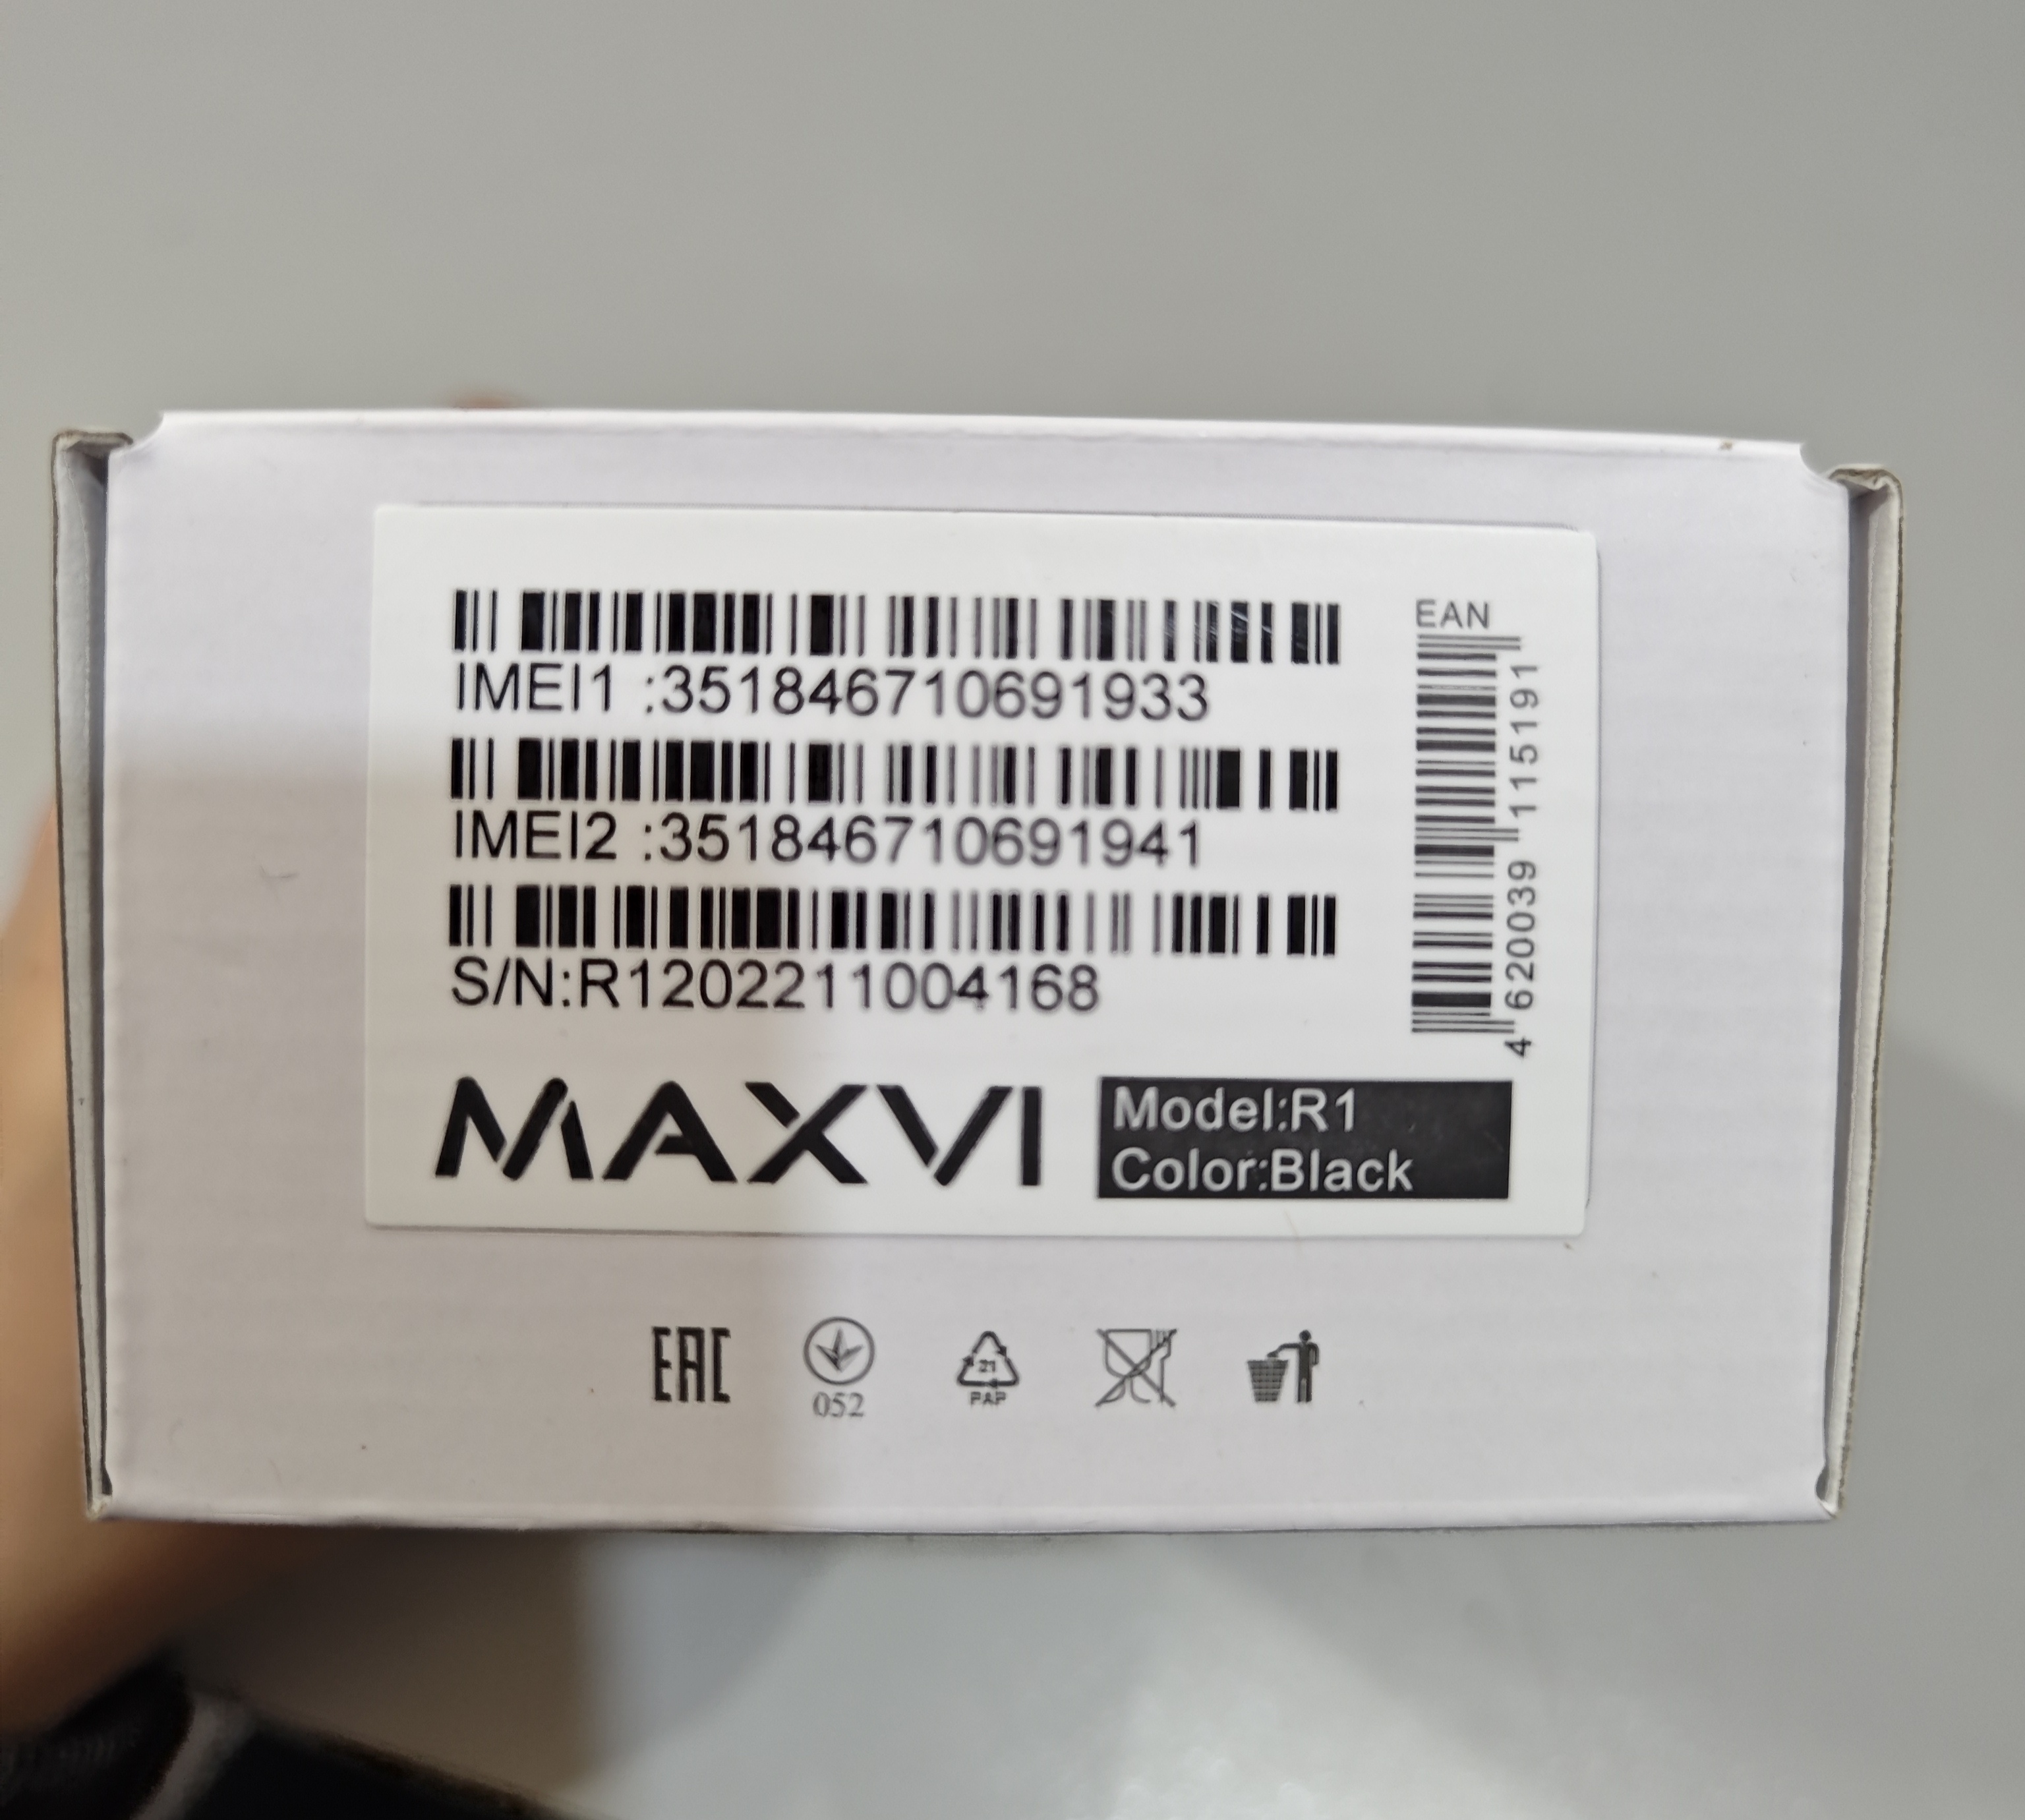 IMEI1 :351846710691933
IMEI2 :351846710691941
S/N:R1202211004168
EAN
4 620039 115191
MAXVI
Model:R1
Color:Black
EAC
052
21
PAP